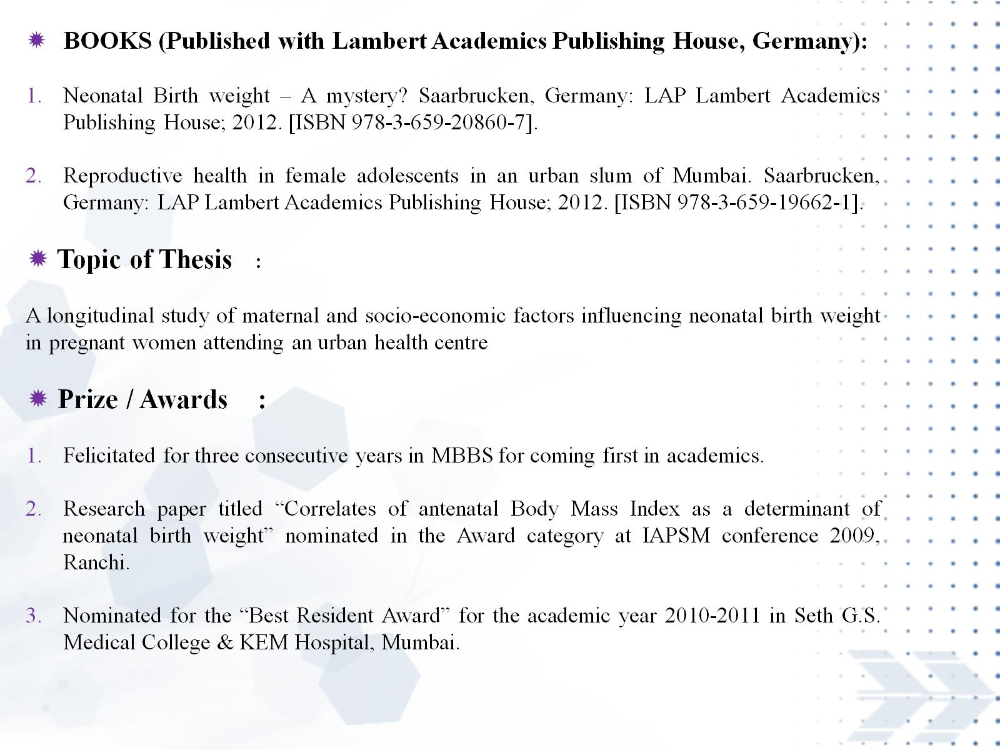 BOOKS (Published with Lambert Academics Publishing House, Germany):
1. Neonatal Birth weight – A mystery? Saarbrucken, Germany: LAP Lambert Academics
Publishing House; 2012. [ISBN 978-3-659-20860-7].
2. Reproductive health in female adolescents in an urban slum of Mumbai. Saarbrucken,
Germany: LAP Lambert Academics Publishing House; 2012. [ISBN 978-3-659-19662-1].
Topic of Thesis :
A longitudinal study of maternal and socio-economic factors influencing neonatal birth weight
in pregnant women attending an urban health centre
Prize / Awards :
1. Felicitated for three consecutive years in MBBS for coming first in academics.
2. Research paper titled “Correlates of antenatal Body Mass Index as a determinant of
neonatal birth weight” nominated in the Award category at IAPSM conference 2009,
Ranchi.
3. Nominated for the “Best Resident Award” for the academic year 2010-2011 in Seth G.S.
Medical College & KEM Hospital, Mumbai.